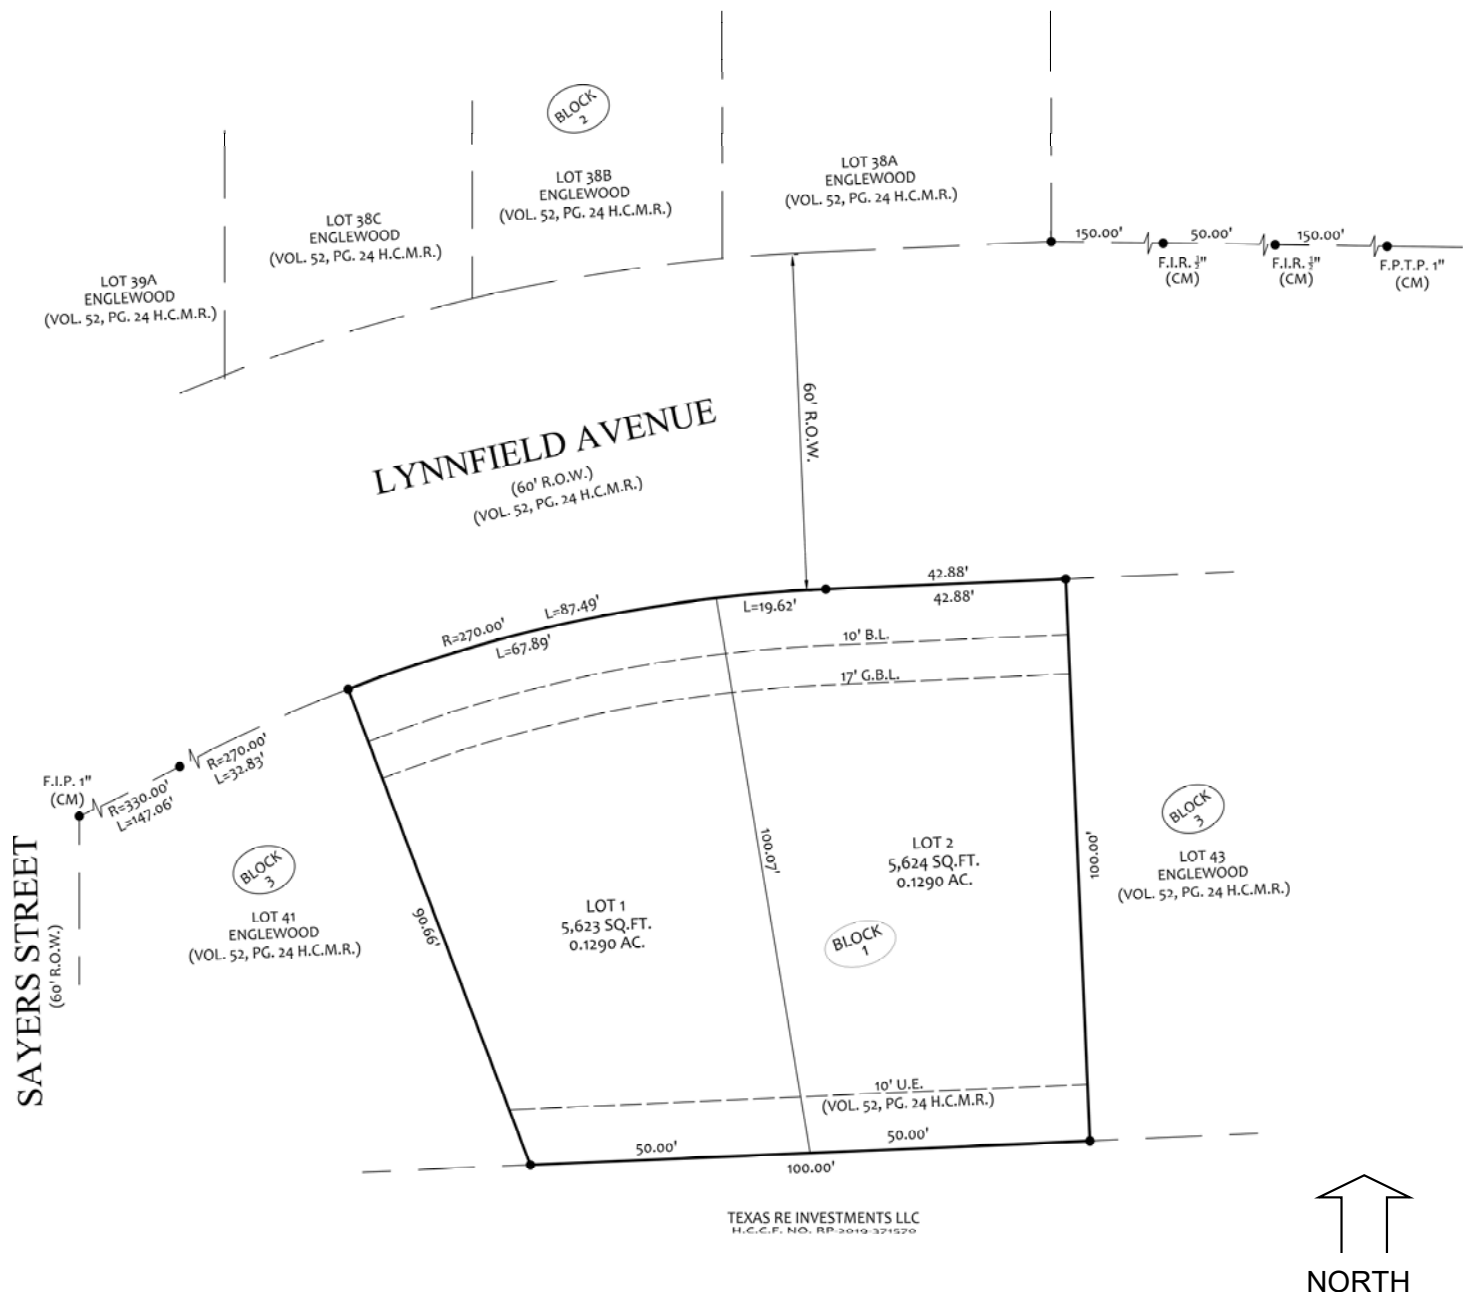 BLOCK
2
LOT 38A
ENGLEWOOD
(VOL. 52, PG. 24 H.C.M.R.)
LOT 38B
ENGLEWOOD
(VOL. 52, PG. 24 H.C.M.R.)
LOT 38C
ENGLEWOOD
(VOL. 52, PG. 24 H.C.M.R.)
LOT 39A
ENGLEWOOD
(VOL. 52, PG. 24 H.C.M.R.)
150.00'
50.00'
150.00'
F.I.R. ½"
(CM)
F.I.R. ½"
(CM)
F.P.T.P. 1"
(CM)
60' R.O.W.
LYNNFIELD AVENUE
(60' R.O.W.)
(VOL. 52, PG. 24 H.C.M.R.)
42.88'
42.88'
L=87.49'
R=270.00'
L=67.89'
L=19.62'
10' B.L.
17' G.B.L.
R=270.00'
L=32.83'
F.I.P. 1"
(CM)
R=330.00'
L=147.06'
SAYERS STREET
(60' R.O.W.)
BLOCK
3
LOT 41
ENGLEWOOD
(VOL. 52, PG. 24 H.C.M.R.)
90.66'
LOT 1
5,623 SQ.FT.
0.1290 AC.
100.07'
LOT 2
5,624 SQ.FT.
0.1290 AC.
BLOCK
1
100.00'
BLOCK
3
LOT 43
ENGLEWOOD
(VOL. 52, PG. 24 H.C.M.R.)
10' U.E.
(VOL. 52, PG. 24 H.C.M.R.)
50.00'
50.00'
100.00'
TEXAS RE INVESTMENTS LLC
H.C.C.F. NO. RP-2019-371570
NORTH